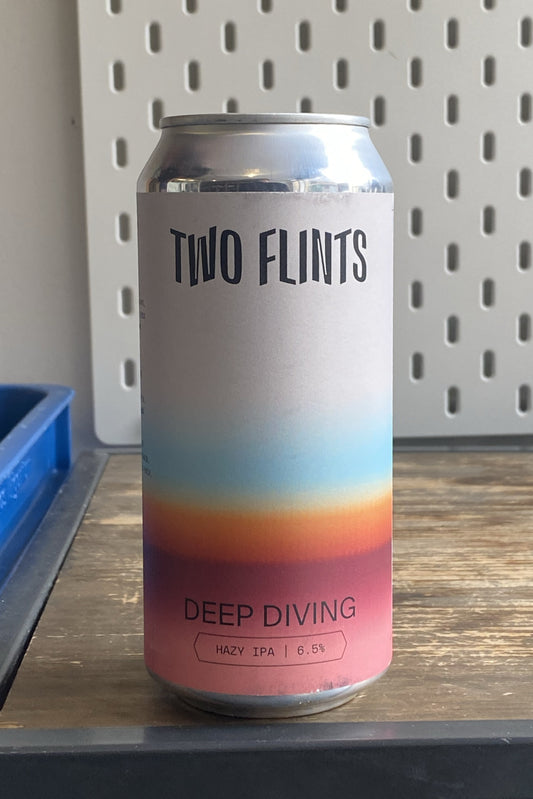 TWO FLINTS
DEEP DIVING
HAZY IPA | 6.5%